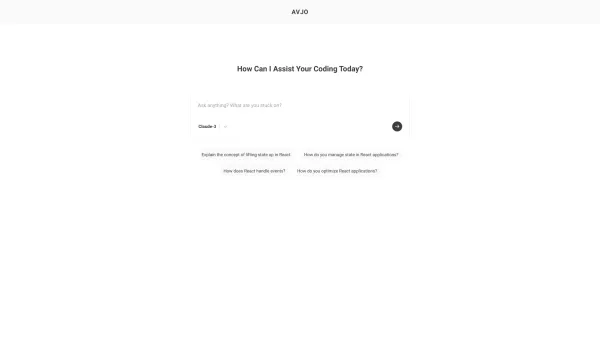 AVJO
How Can I Assist Your Coding Today?
Ask anything? What are you stuck on?
Claude-3
Explain the concept of lifting state up in React
How do you manage state in React applications?
How does React handle events?
How do you optimize React applications?